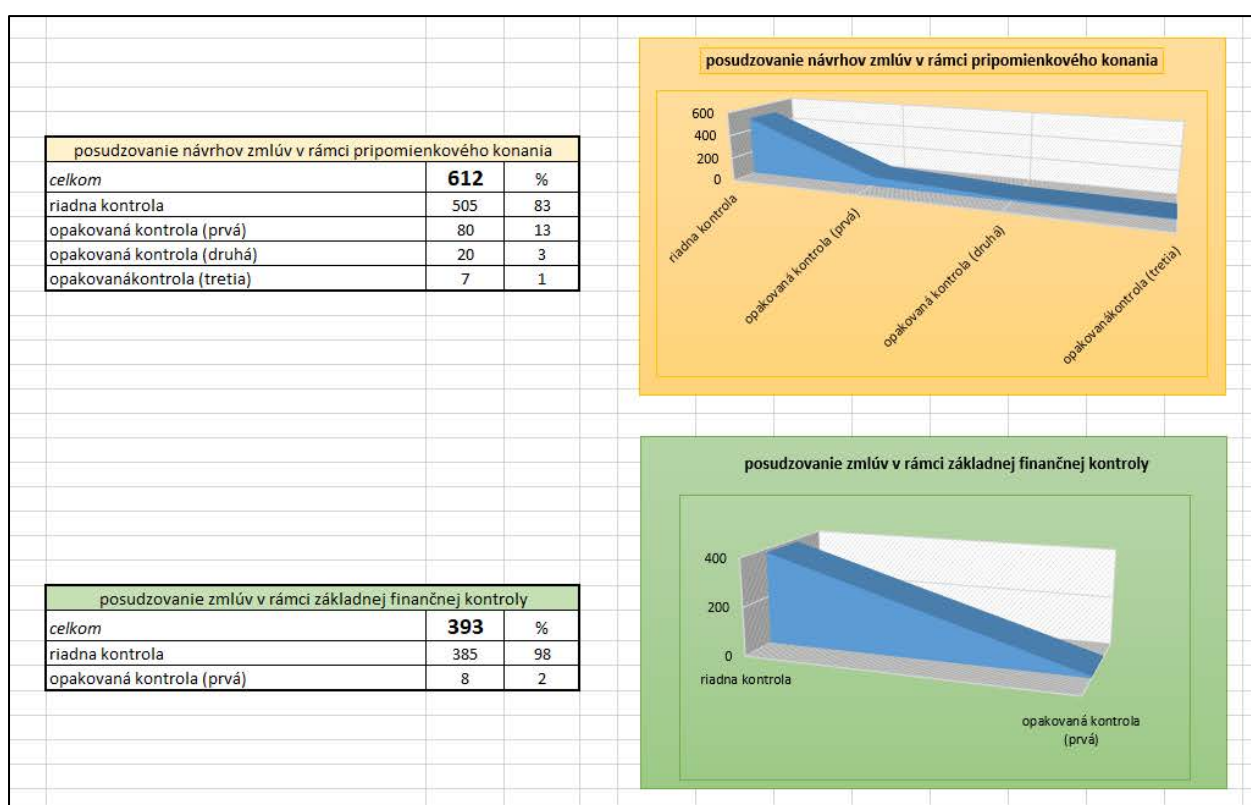 posudzovanie návrhov zmlúv v rámci pripomienkového konania
celkom 612 %
riadna kontrola 505 83
opakovaná kontrola (prvá) 80 13
opakovaná kontrola (druhá) 20 3
opakovanákontrola (tretia) 7 1
posudzovanie návrhov zmlúv v rámci pripomienkového konania
600
400
200
0
riadna kontrola
opakovaná kontrola (prvá)
opakovaná kontrola (druhá)
opakovanákontrola (tretia)
posudzovanie zmlúv v rámci základnej finančnej kontroly
celkom 393 %
riadna kontrola 385 98
opakovaná kontrola (prvá) 8 2
posudzovanie zmlúv v rámci základnej finančnej kontroly
400
200
0
riadna kontrola
opakovaná kontrola
(prvá)